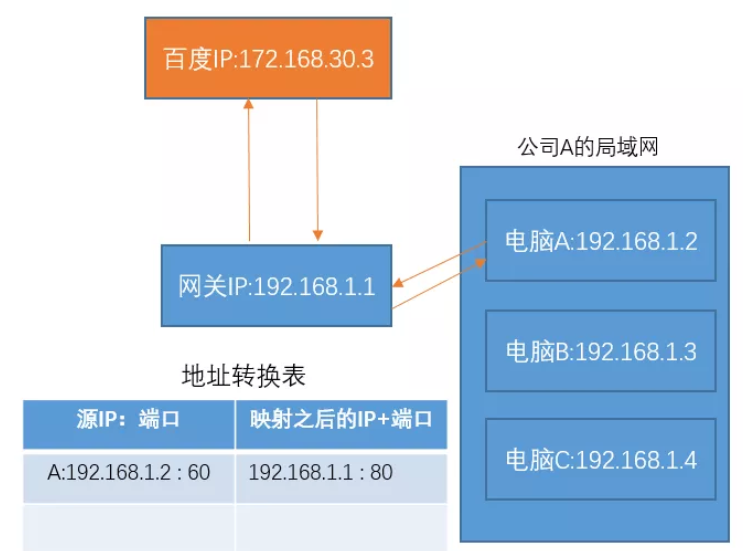 百度IP:172.168.30.3
公司A的局域网
电脑A:192.168.1.2
网关IP:192.168.1.1
电脑B:192.168.1.3
地址转换表
源IP：端口 映射之后的IP+端口
电脑C:192.168.1.4
A:192.168.1.2 : 60 192.168.1.1 : 80